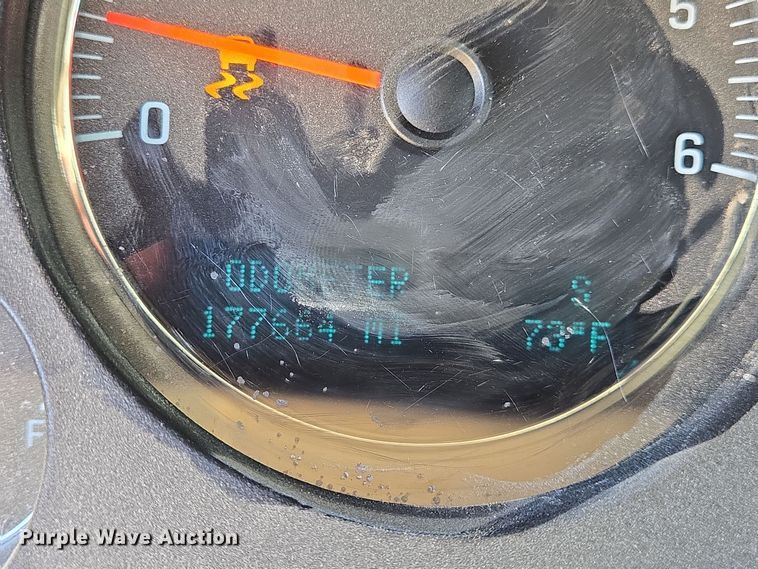 5
0
6
ODOMETER S
177664 MI 73°F
F
Purple Wave Auction